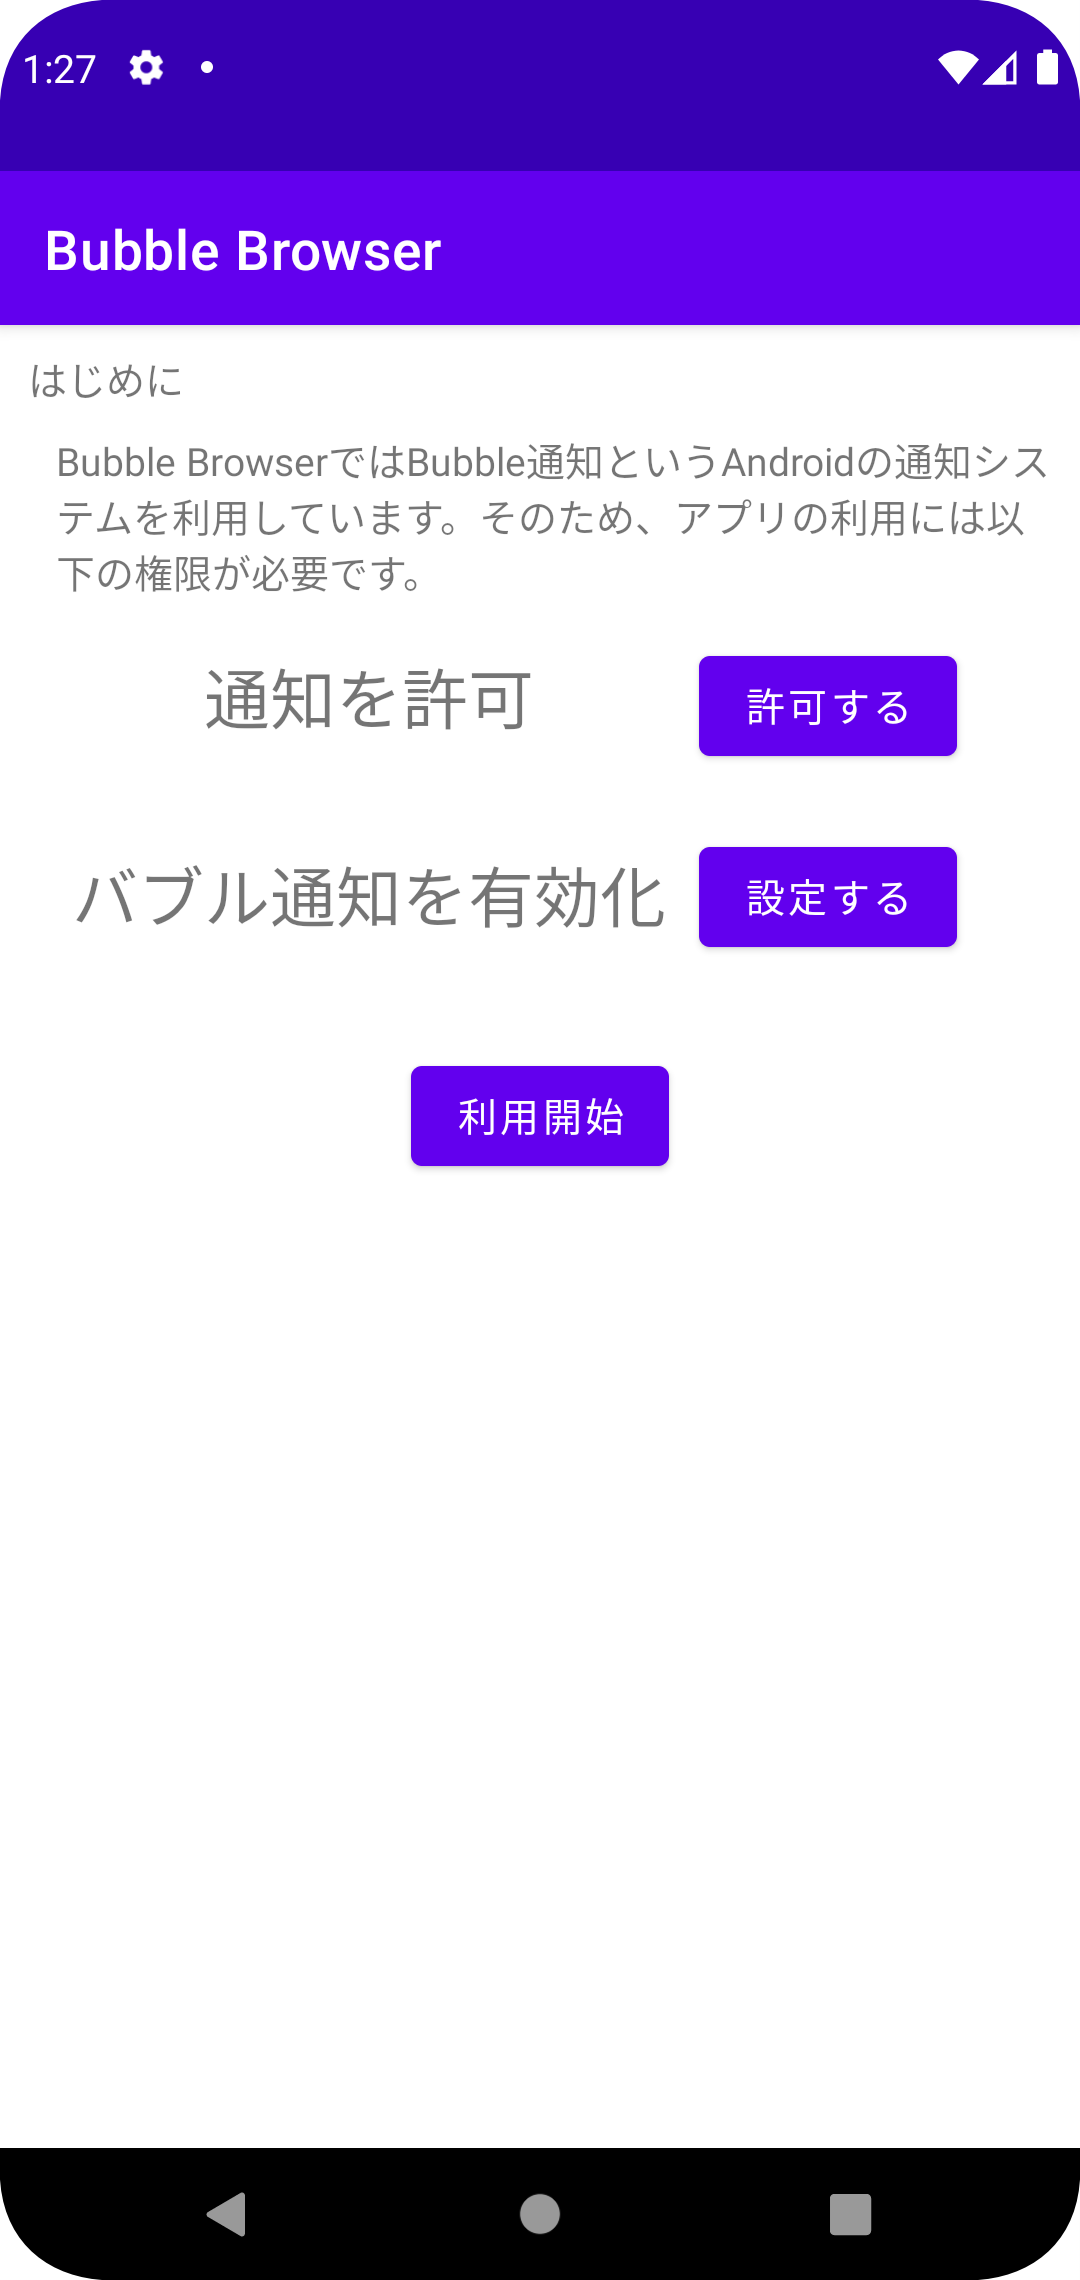 1:27
Bubble Browser
はじめに
Bubble BrowserではBubble通知というAndroidの通知シス
テムを利用しています。そのため、アプリの利用には以
下の権限が必要です。
通知を許可
許可する
バブル通知を有効化
設定する
利用開始